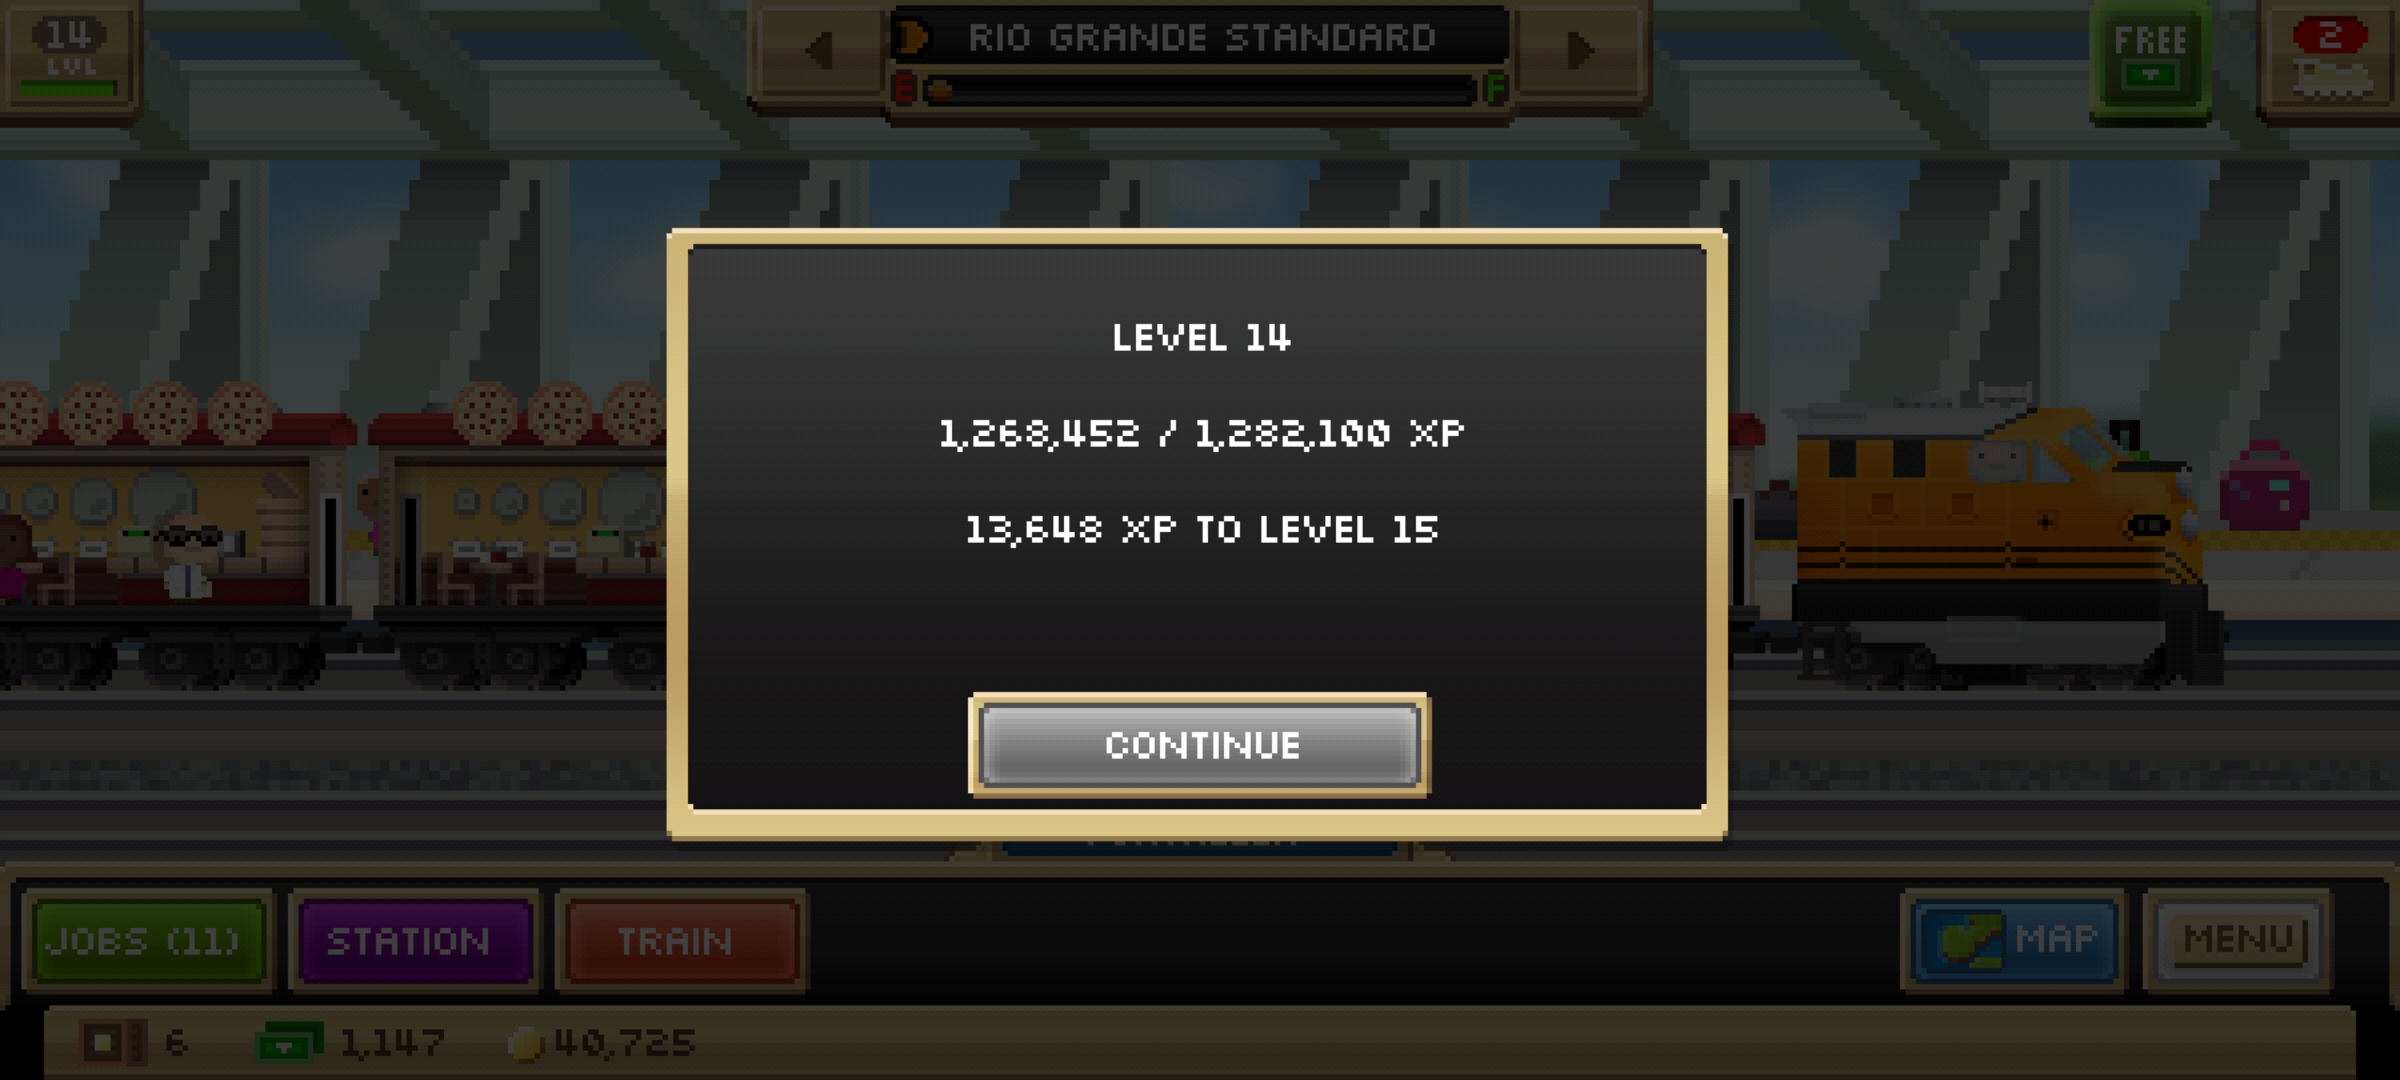 14
LVL
RIO GRANDE STANDARD
E F
FREE
2
LEVEL 14
1,268,452 / 1,282,100 XP
13,648 XP TO LEVEL 15
CONTINUE
JOBS (11)
STATION
TRAIN
MAP
MENU
6
1,147
40,725